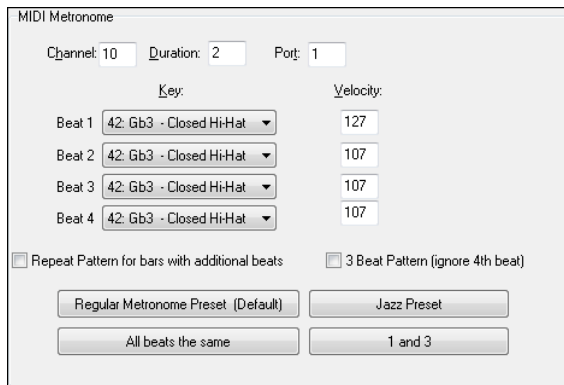 MIDI Metronome
Channel: 10 Duration: 2 Port: 1
Key: Velocity:
Beat 1 42: Gb3 - Closed Hi-Hat 127
Beat 2 42: Gb3 - Closed Hi-Hat 107
Beat 3 42: Gb3 - Closed Hi-Hat 107
Beat 4 42: Gb3 - Closed Hi-Hat 107
Repeat Pattern for bars with additional beats 3 Beat Pattern (ignore 4th beat)
Regular Metronome Preset (Default) Jazz Preset
All beats the same 1 and 3